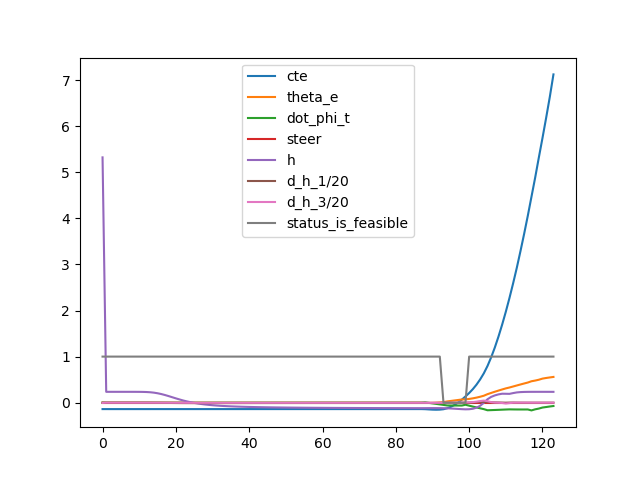 7
6
5
4
3
2
1
0
0
20
40
60
80
100
120
cte
theta_e
dot_phi_t
steer
h
d_h_1/20
d_h_3/20
status_is_feasible